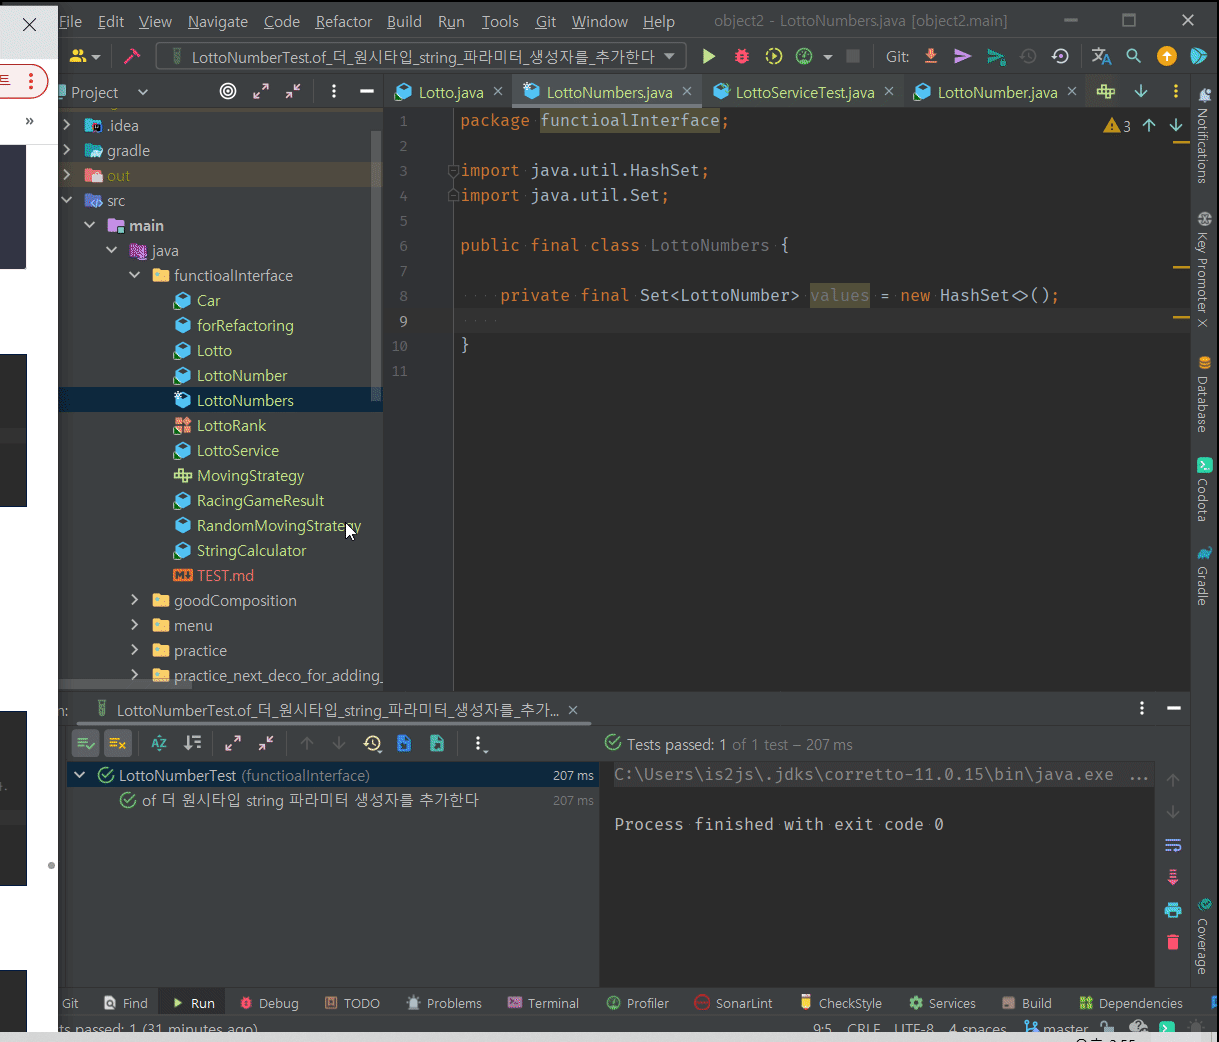 File Edit View Navigate Code Refactor Build Run Tools Git Window Help object2 - LottoNumbers.java [object2.main]
트 LottoNumberTest.of_더_원시타입_string_파라미터_생성자를_추가한다 Git:
Project Lotto.java LottoNumbers.java LottoServiceTest.java LottoNumber.java
.idea
gradle
out
src
main
java
functioalInterface
Car
forRefactoring
Lotto
LottoNumber
LottoNumbers
LottoRank
LottoService
MovingStrategy
RacingGameResult
RandomMovingStrategy
StringCalculator
TEST.md
goodComposition
menu
practice
practice_next_deco_for_adding_
1 package functioalInterface;
2
3 import java.util.HashSet;
4 import java.util.Set;
5
6 public final class LottoNumbers {
7
8 private final Set<LottoNumber> values = new HashSet<>();
9
10 }
11
3
Notifications
Key Promoter X
Database
Codota
Gradle
Coverage
n: LottoNumberTest.of_더_원시타입_string_파라미터_생성자를_추가...
Tests passed: 1 of 1 test – 207 ms
LottoNumberTest (functioalInterface) 207 ms
of 더 원시타입 string 파라미터 생성자를 추가한다 207 ms
C:\Users\is2js\.jdks\corretto-11.0.15\bin\java.exe ...
Process finished with exit code 0
Git Find Run Debug TODO Problems Terminal Profiler SonarLint CheckStyle Services Build Dependencies
ts passed: 1 (31 minutes ago) 9:5 CRLF UTF-8 4 spaces master